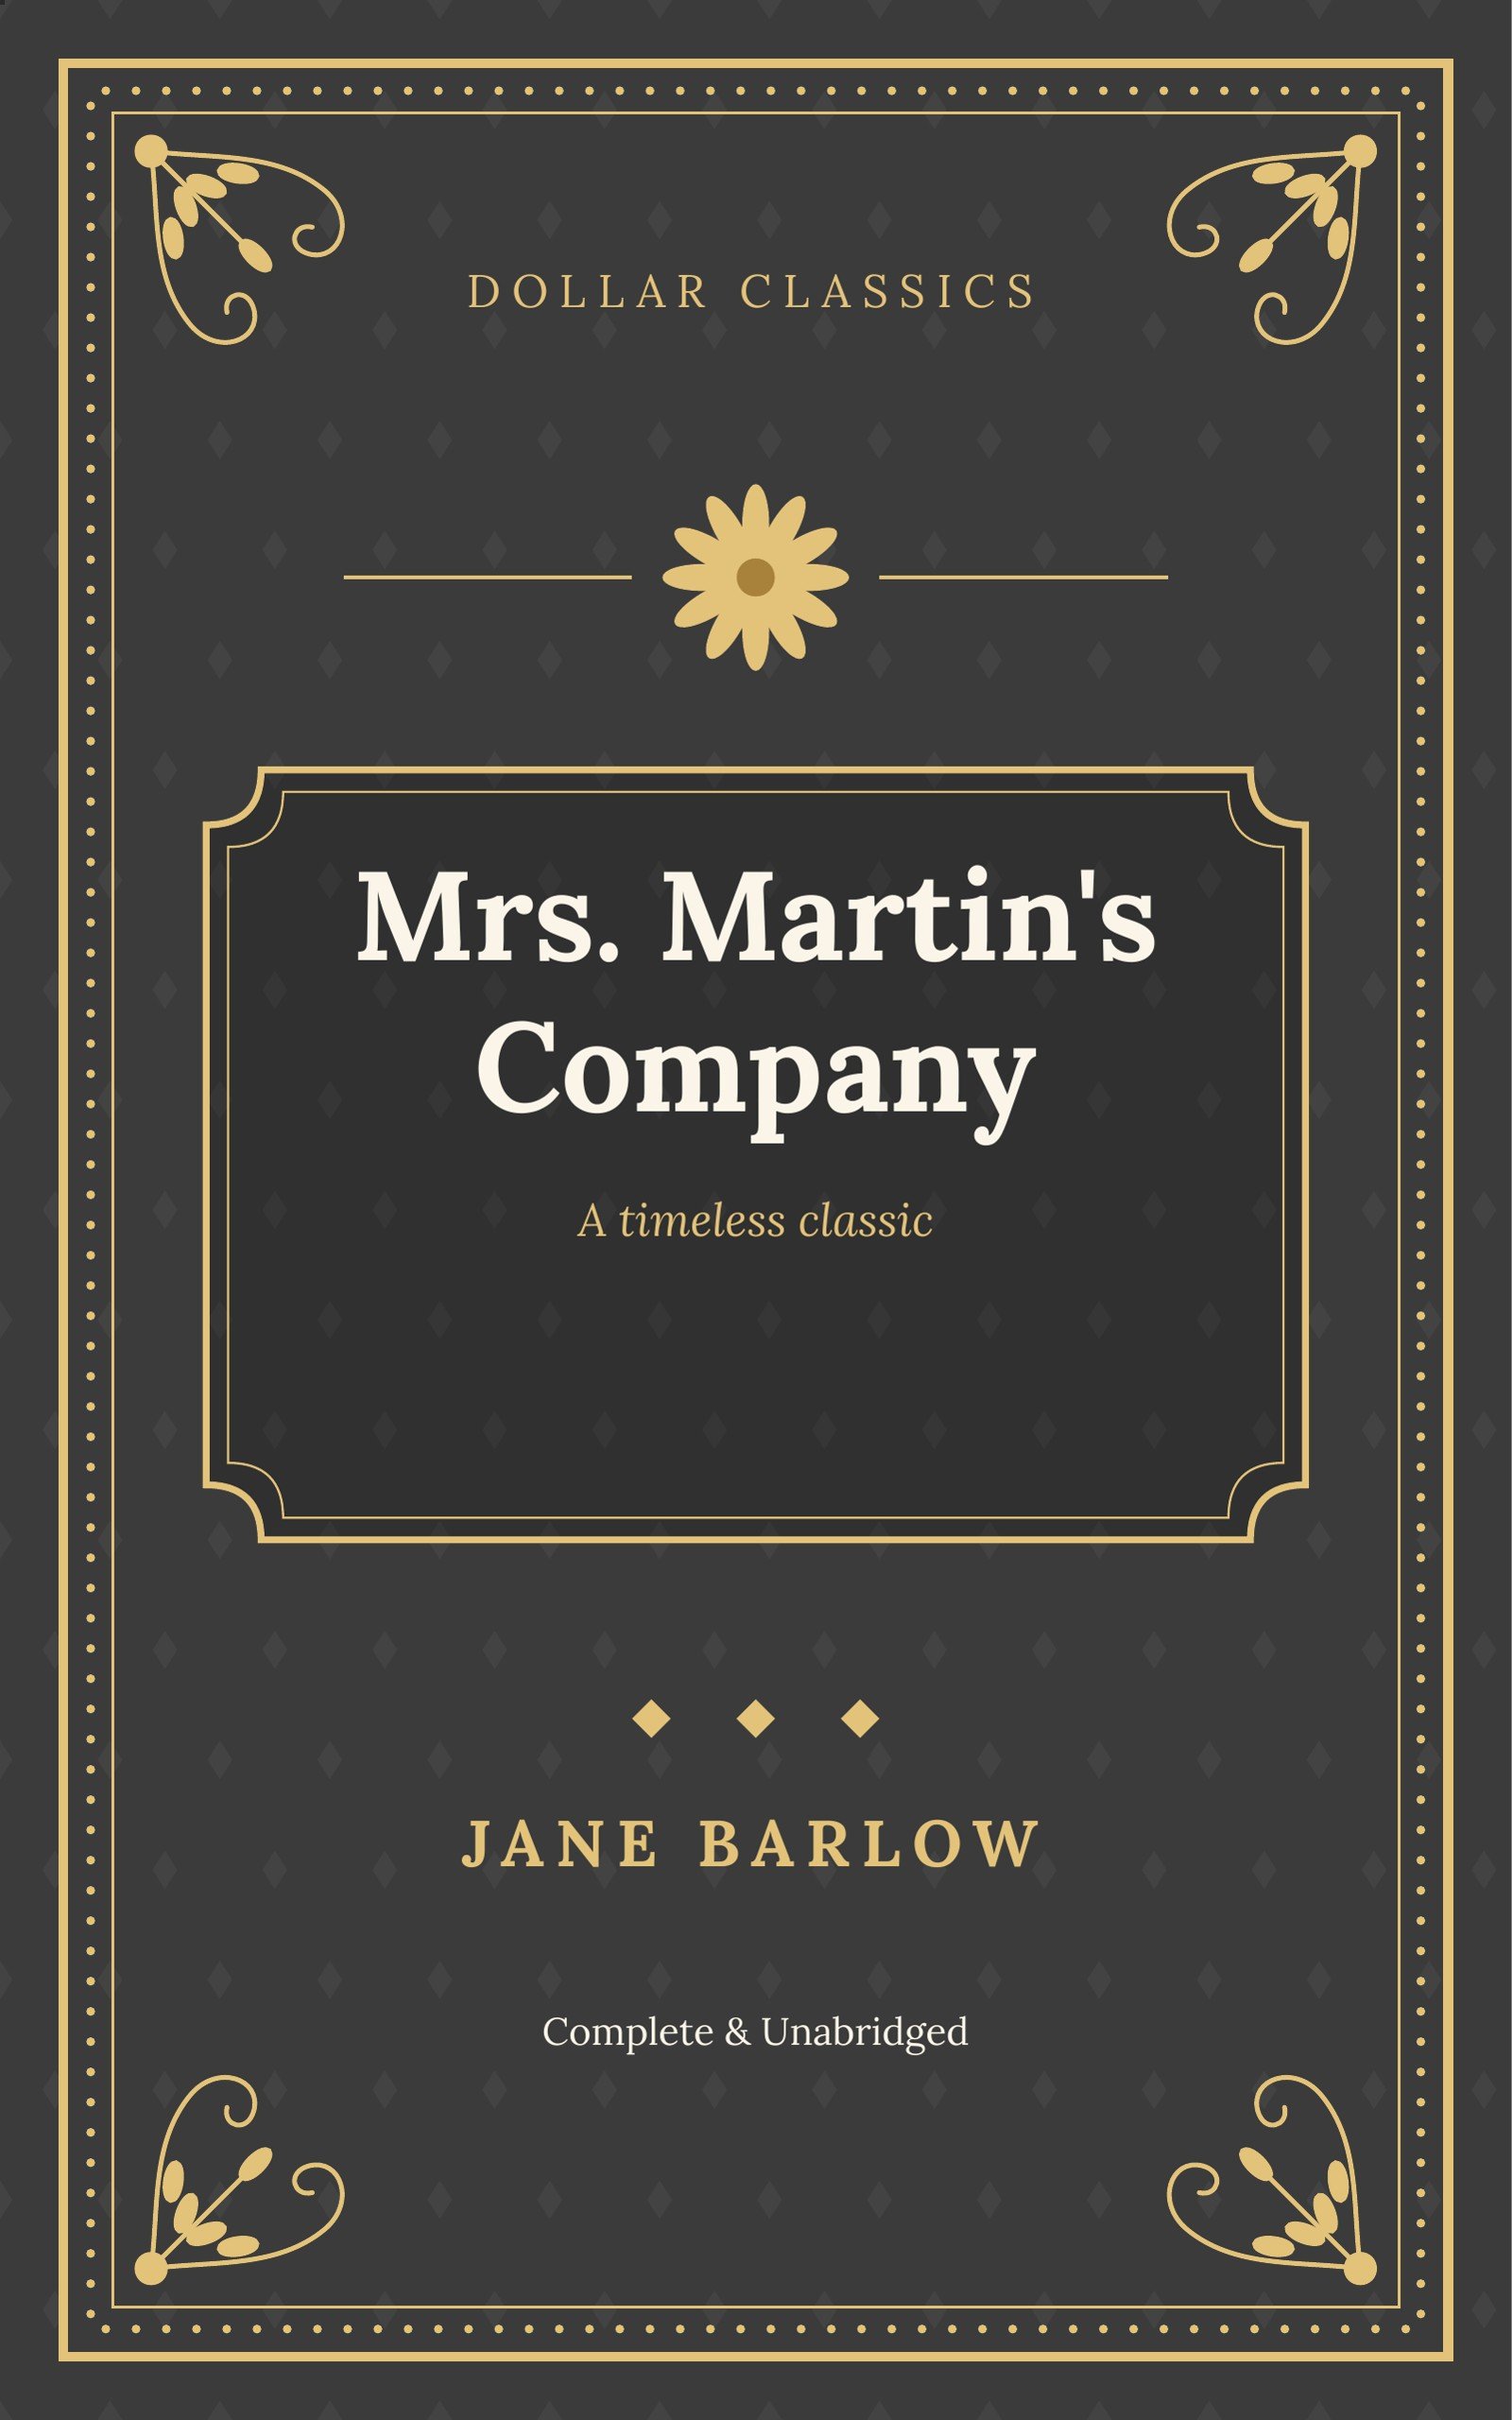 DOLLAR CLASSICS
Mrs. Martin's
Company
A timeless classic
JANE BARLOW
Complete & Unabridged